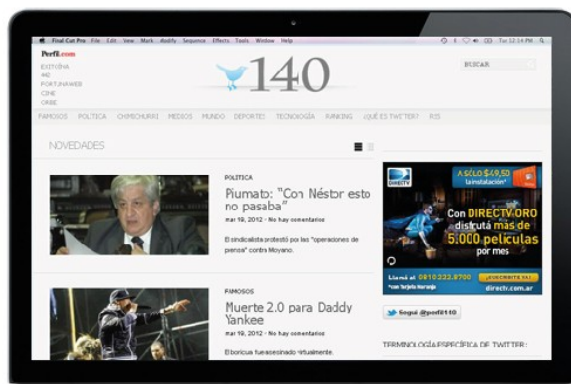 Final Cut Pro File Edit View Mark Modify Sequence Effects Tools Window Help
Tue 12:14 PM
Perfil.com
EXITOÍNA
442
FORTUNAWEB
CINE
ORBE
140
BUSCAR
FAMOSOS POLÍTICA CHIMICHURRI MEDIOS MUNDO DEPORTES TECNOLOGÍA RANKING ¿QUÉ ES TWITTER? RSS
NOVEDADES
POLÍTICA
Piumato: "Con Néstor esto
no pasaba"
mar 19, 2012 - No hay comentarios
El sindicalista protestó por las "operaciones de
prensa" contra Moyano.
FAMOSOS
Muerte 2.0 para Daddy
Yankee
mar 19, 2012 - No hay comentarios
El boricua fue asesinado virtualmente.
DIRECTV
A SÓLO $49,50
la instalación*
Con DIRECTV ORO
disfrutá más de
5.000 películas
por mes
Llamá al 0810.222.8700
¡SUSCRIBITE YA!
*con Tarjeta Naranja
directv.com.ar
Seguí @perfil140
TERMINOLOGÍA ESPECÍFICA DE TWITTER: